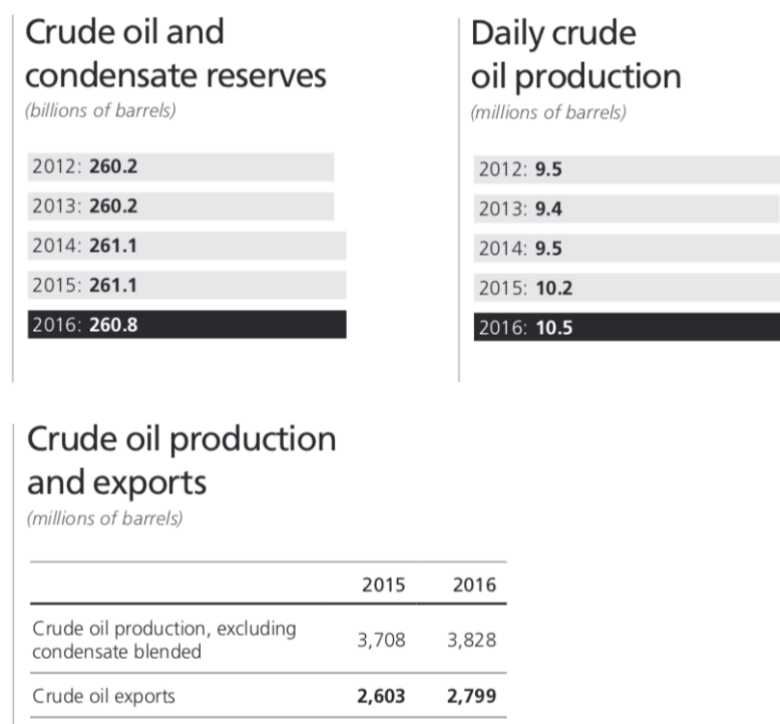 Crude oil and
condensate reserves
(billions of barrels)
2012: 260.2
2013: 260.2
2014: 261.1
2015: 261.1
2016: 260.8
Daily crude
oil production
(millions of barrels)
2012: 9.5
2013: 9.4
2014: 9.5
2015: 10.2
2016: 10.5
Crude oil production
and exports
(millions of barrels)
2015 2016
Crude oil production, excluding
condensate blended 3,708 3,828
Crude oil exports 2,603 2,799